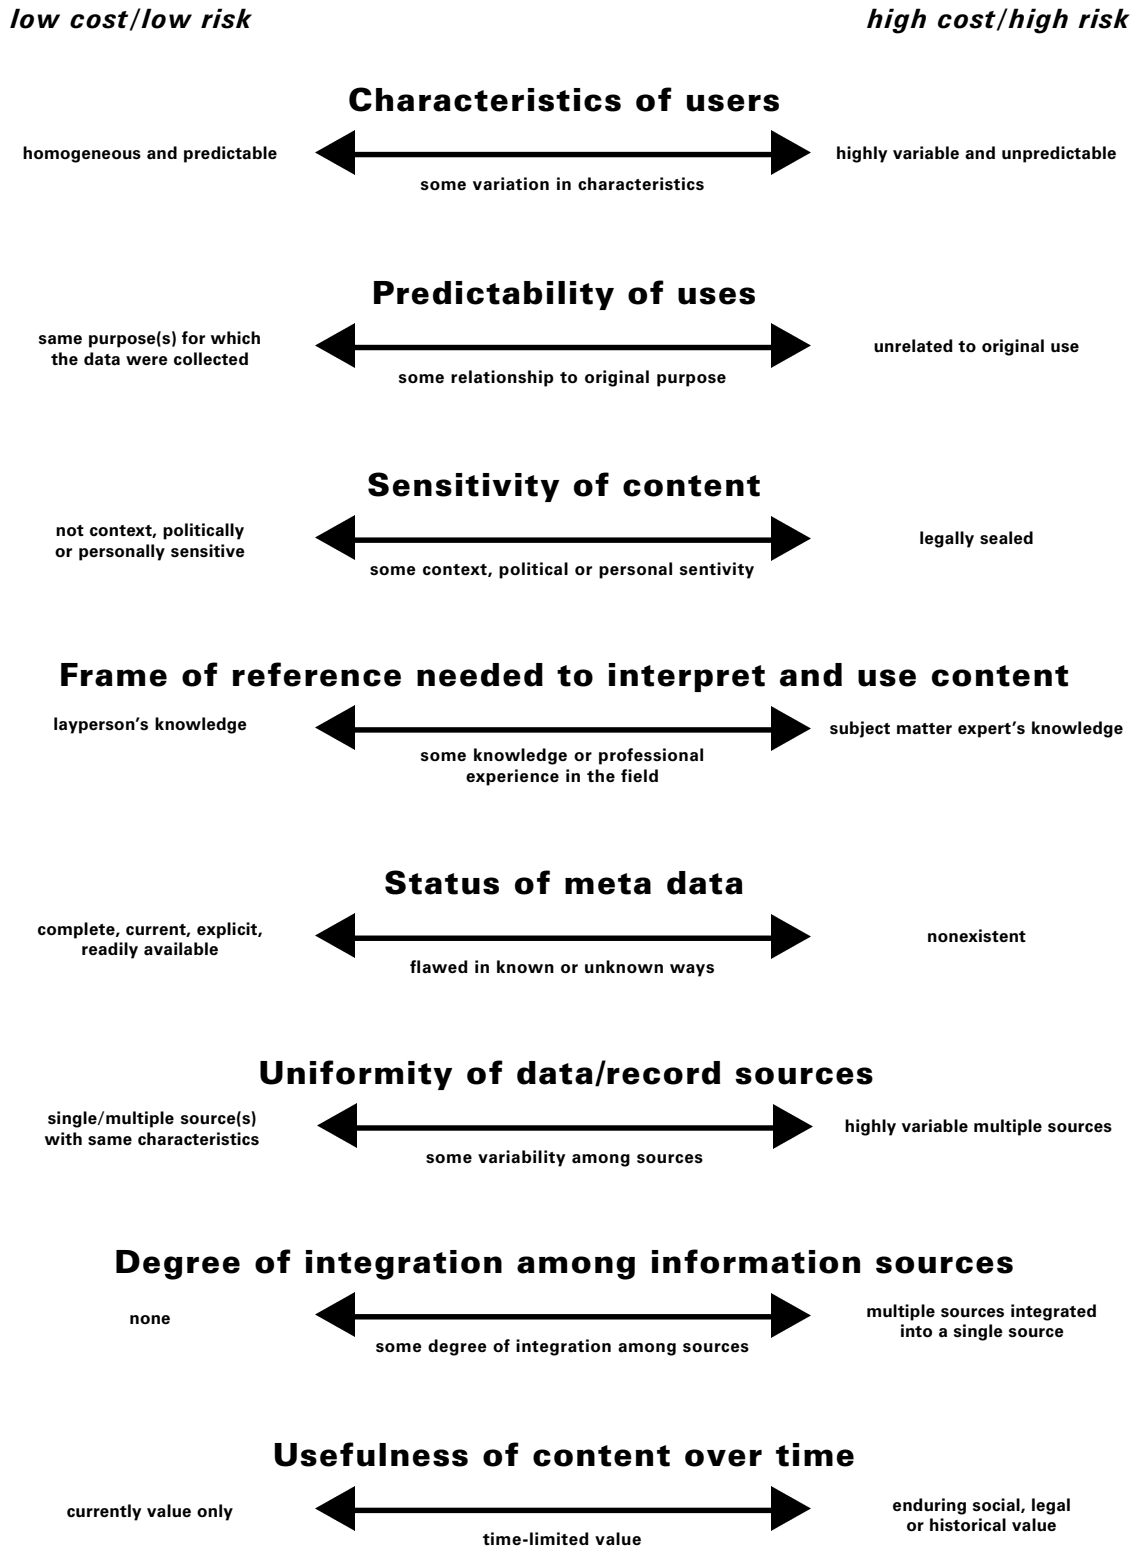 low cost/low risk
high cost/high risk
Characteristics of users
homogeneous and predictable
highly variable and unpredictable
some variation in characteristics
Predictability of uses
same purpose(s) for which
the data were collected
unrelated to original use
some relationship to original purpose
Sensitivity of content
not context, politically
or personally sensitive
legally sealed
some context, political or personal sentivity
Frame of reference needed to interpret and use content
layperson's knowledge
subject matter expert's knowledge
some knowledge or professional
experience in the field
Status of meta data
complete, current, explicit,
readily available
nonexistent
flawed in known or unknown ways
Uniformity of data/record sources
single/multiple source(s)
with same characteristics
highly variable multiple sources
some variability among sources
Degree of integration among information sources
none
multiple sources integrated
into a single source
some degree of integration among sources
Usefulness of content over time
currently value only
enduring social, legal
or historical value
time-limited value